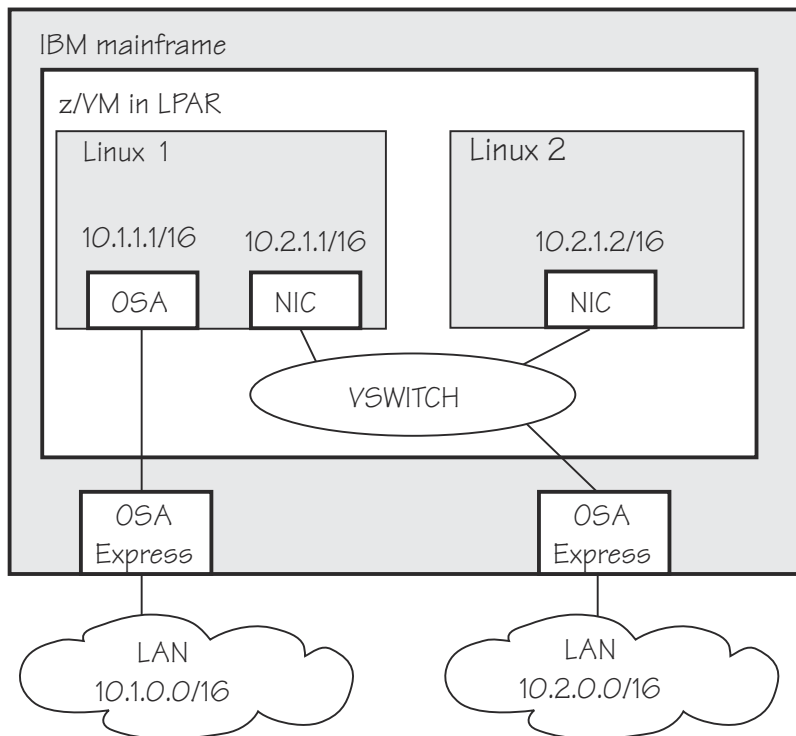 IBM mainframe
z/VM in LPAR
Linux 1
Linux 2
10.1.1.1/16
10.2.1.1/16
10.2.1.2/16
OSA
NIC
NIC
VSWITCH
OSA
Express
OSA
Express
LAN
10.1.0.0/16
LAN
10.2.0.0/16